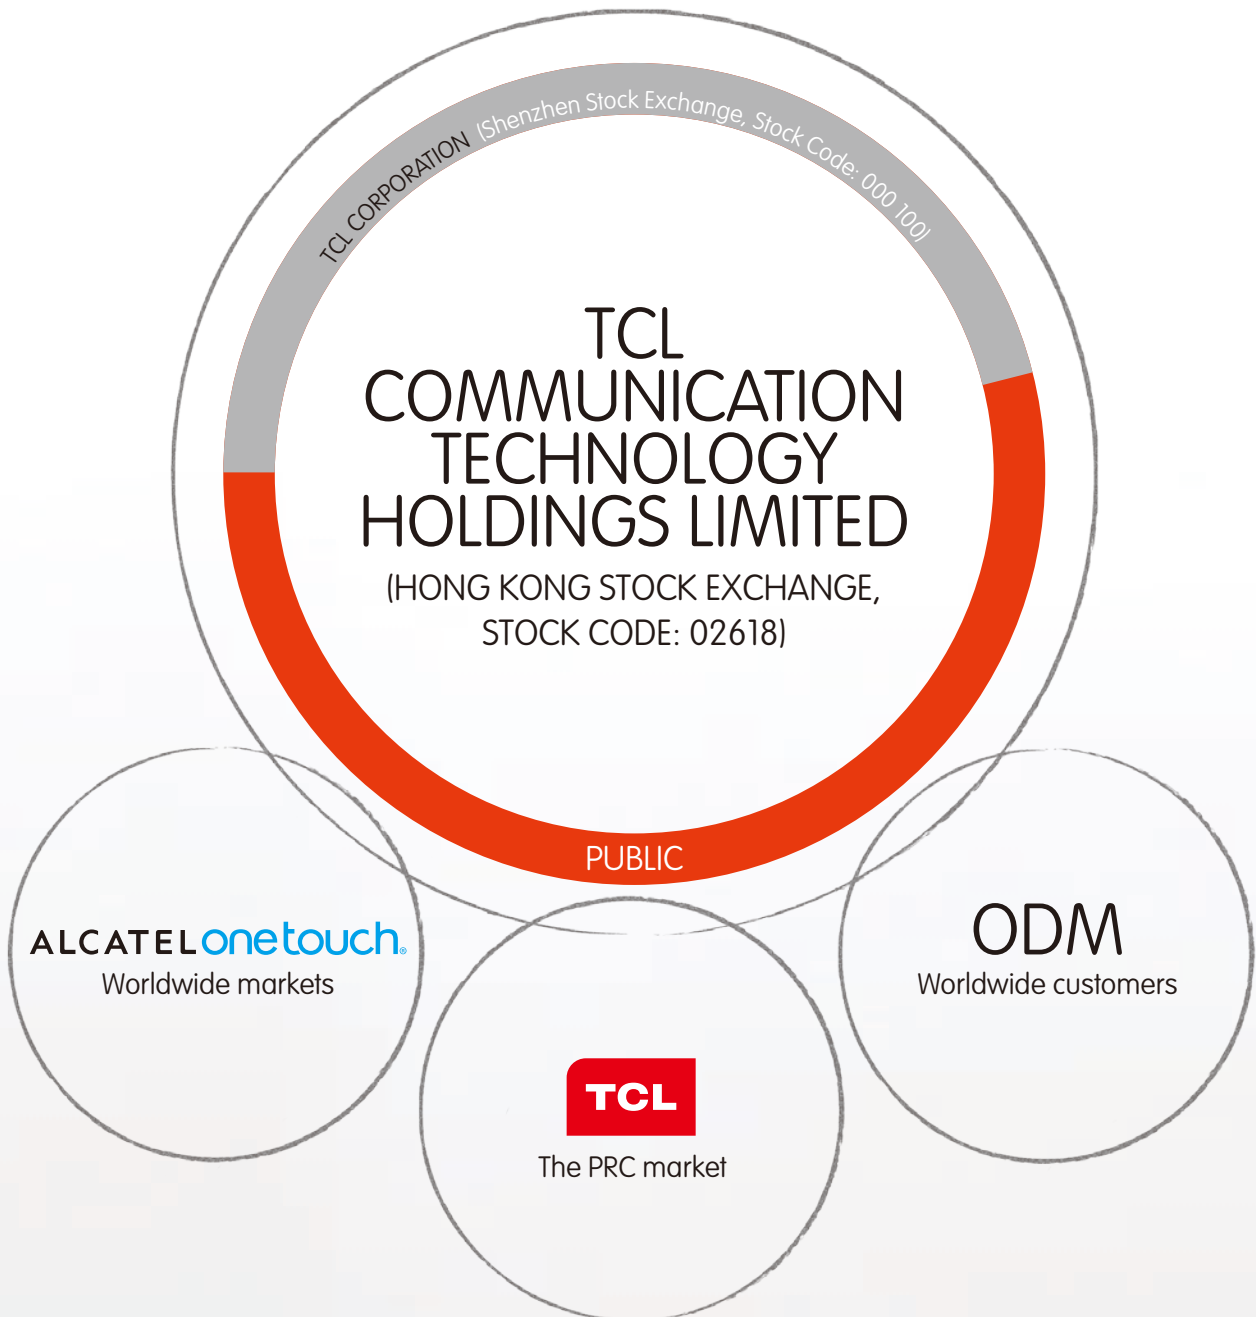 TCL CORPORATION (Shenzhen Stock Exchange, Stock Code: 000 100)
TCL
COMMUNICATION
TECHNOLOGY
HOLDINGS LIMITED
(HONG KONG STOCK EXCHANGE,
STOCK CODE: 02618)
PUBLIC
ALCATEL onetouch®
Worldwide markets
ODM
Worldwide customers
TCL
The PRC market